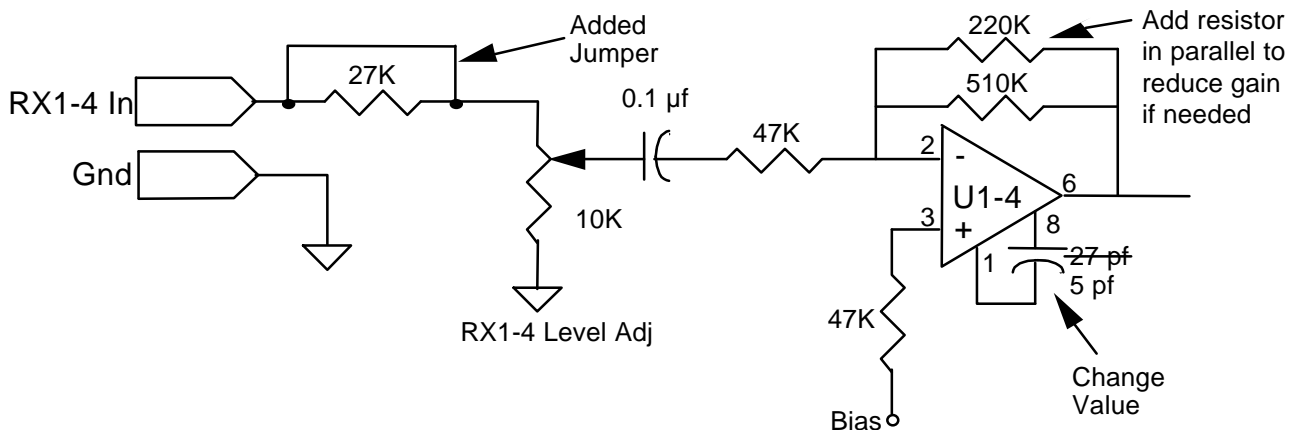 Added
Jumper
220K
Add resistor
in parallel to
reduce gain
if needed
27K
510K
RX1-4 In
0.1 µf
47K
2
-
Gnd
U1-4
6
10K
3
+
8
1
27 pf
5 pf
RX1-4 Level Adj
47K
Change
Value
Bias